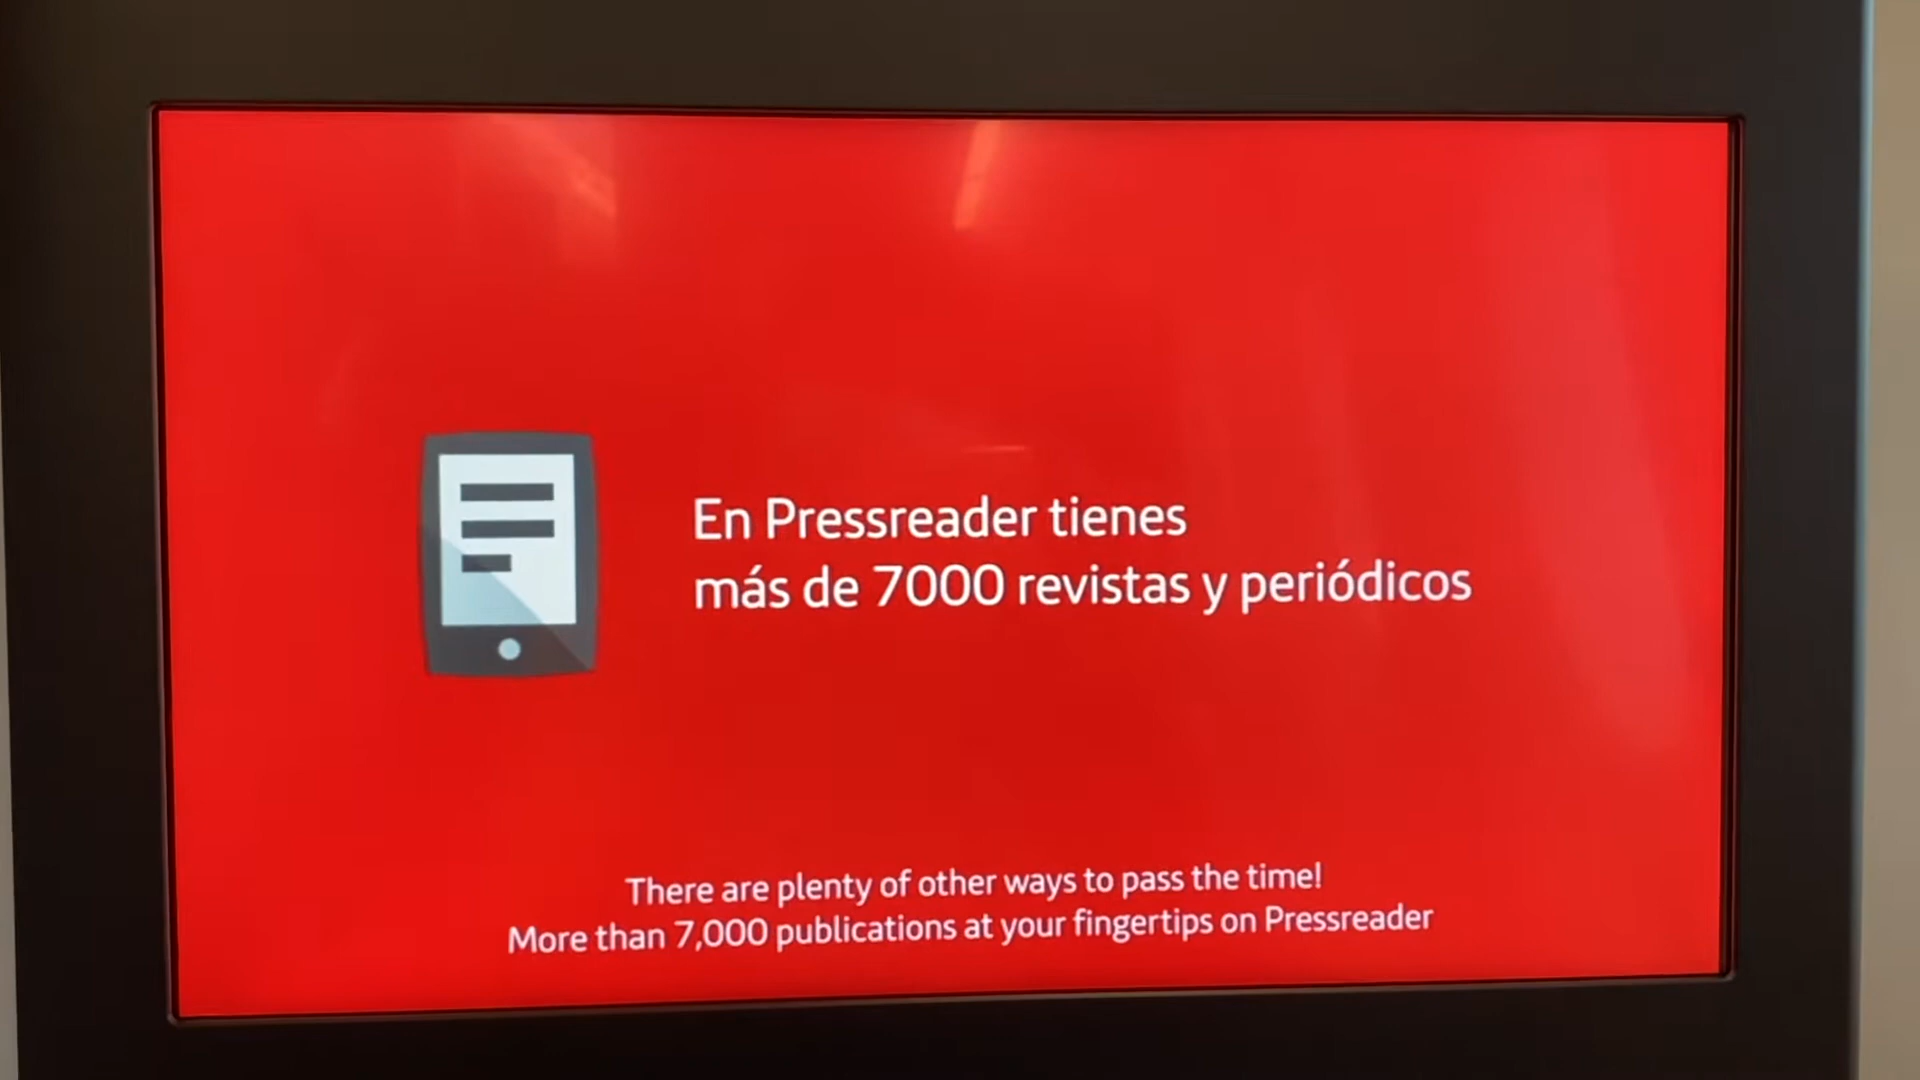 En Pressreader tienes
más de 7000 revistas y periódicos
There are plenty of other ways to pass the time!
More than 7,000 publications at your fingertips on Pressreader